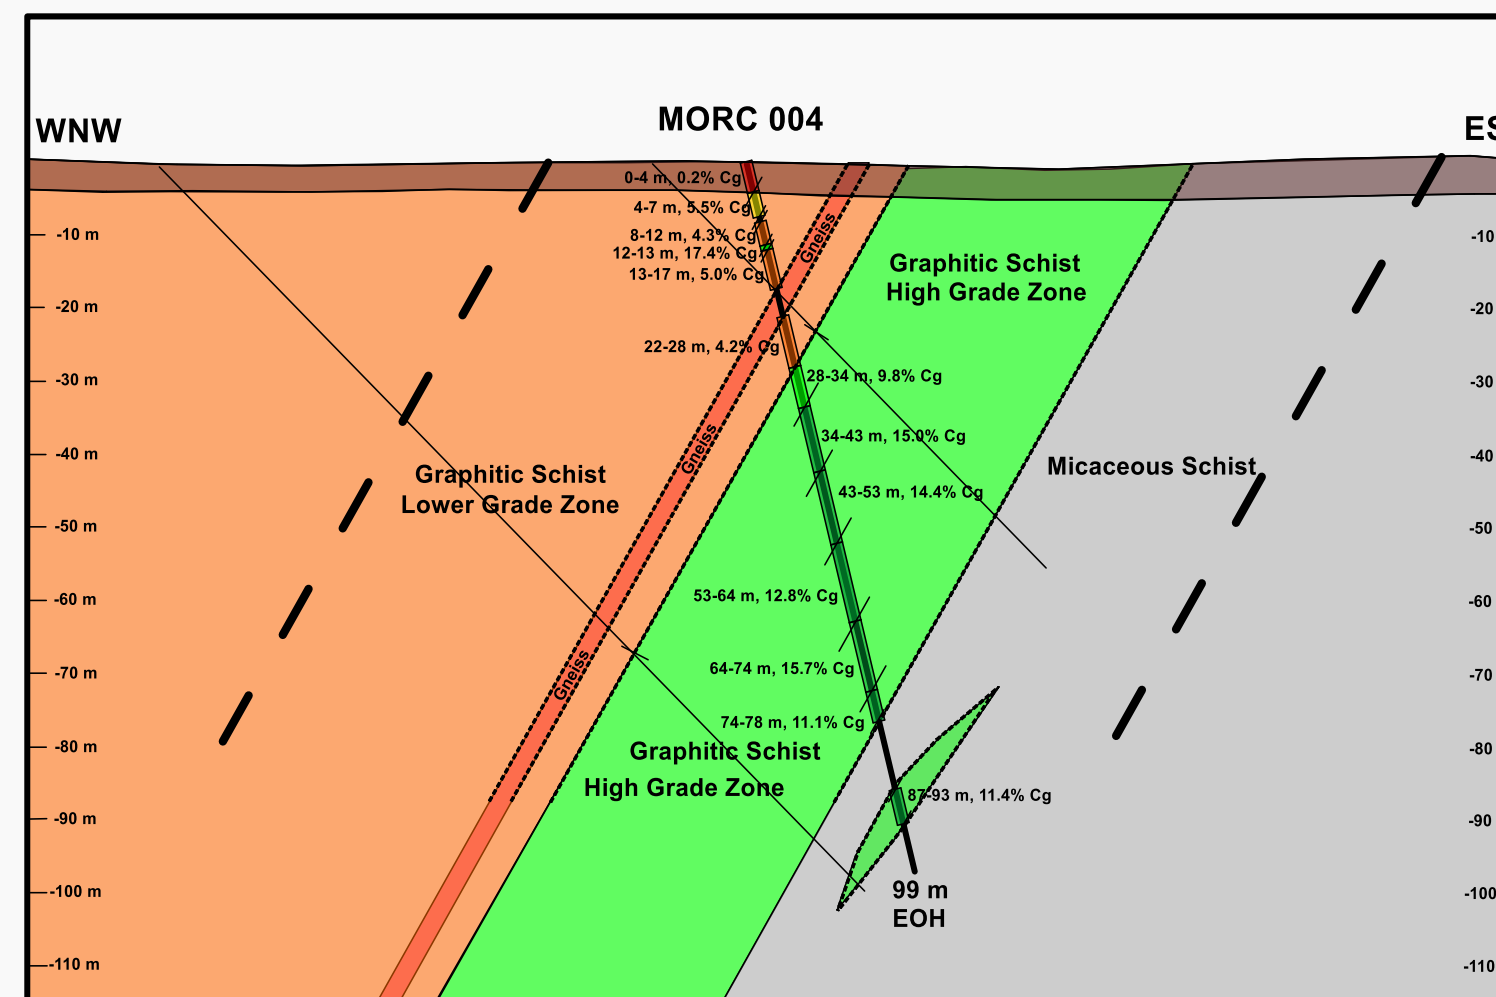 MORC 004
WNW
ES
0-4 m, 0.2% Cg
4-7 m, 5.5% Cg
8-12 m, 4.3% Cg
12-13 m, 17.4% Cg
13-17 m, 5.0% Cg
22-28 m, 4.2% Cg
28-34 m, 9.8% Cg
34-43 m, 15.0% Cg
43-53 m, 14.4% Cg
53-64 m, 12.8% Cg
64-74 m, 15.7% Cg
74-78 m, 11.1% Cg
87-93 m, 11.4% Cg
99 m
EOH
Gneiss
Gneiss
Gneiss
Graphitic Schist
High Grade Zone
Graphitic Schist
Lower Grade Zone
Micaceous Schist
Graphitic Schist
High Grade Zone
-10 m
-20 m
-30 m
-40 m
-50 m
-60 m
-70 m
-80 m
-90 m
-100 m
-110 m
-10
-20
-30
-40
-50
-60
-70
-80
-90
-100
-110